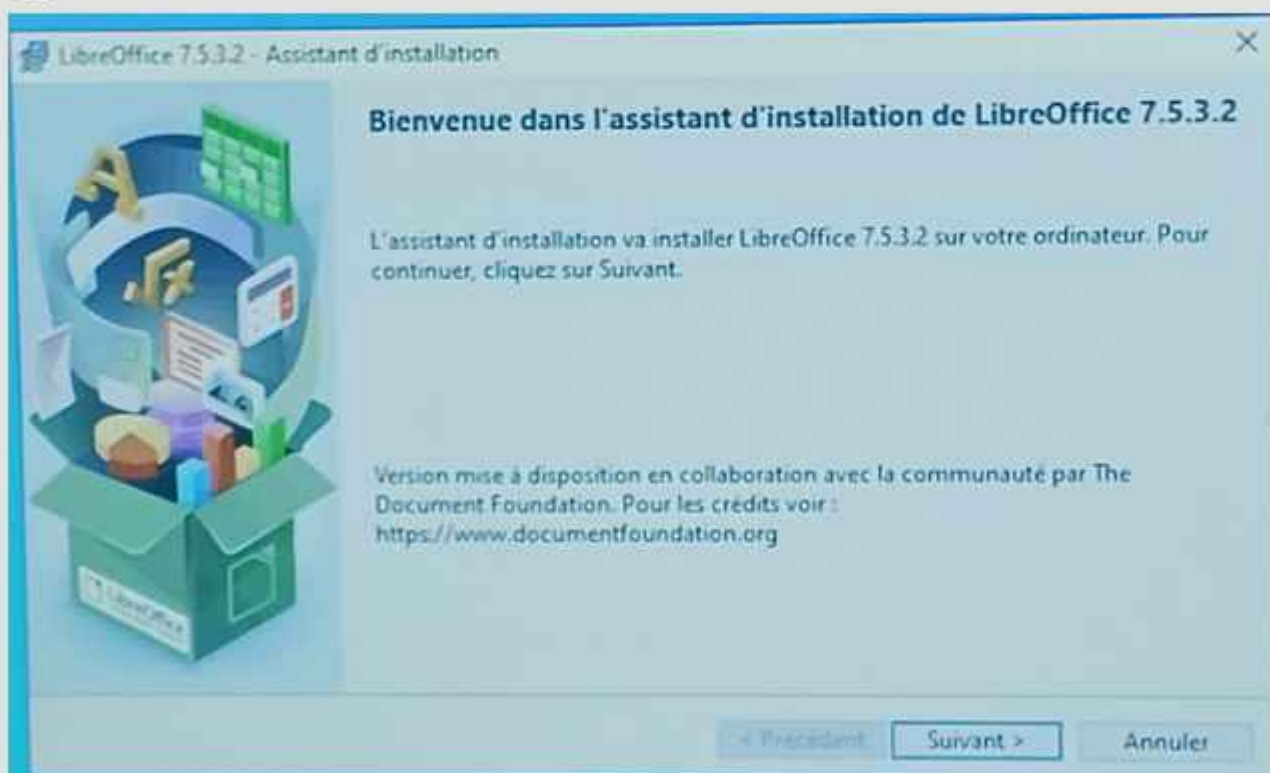 LibreOffice 7.5.3.2 - Assistant d'installation
Bienvenue dans l'assistant d'installation de LibreOffice 7.5.3.2
L'assistant d'installation va installer LibreOffice 7.5.3.2 sur votre ordinateur. Pour
continuer, cliquez sur Suivant.
Version mise à disposition en collaboration avec la communauté par The
Document Foundation. Pour les crédits voir :
https://www.documentfoundation.org
LibreOffice
< Précédent
Suivant >
Annuler